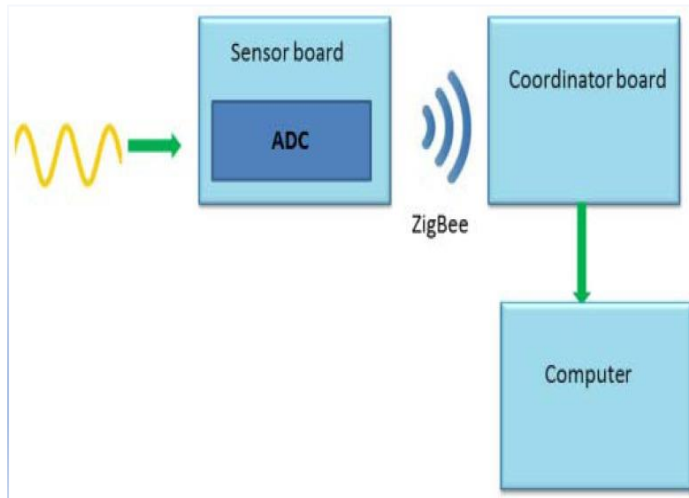 Sensor board
ADC
Coordinator board
ZigBee
Computer